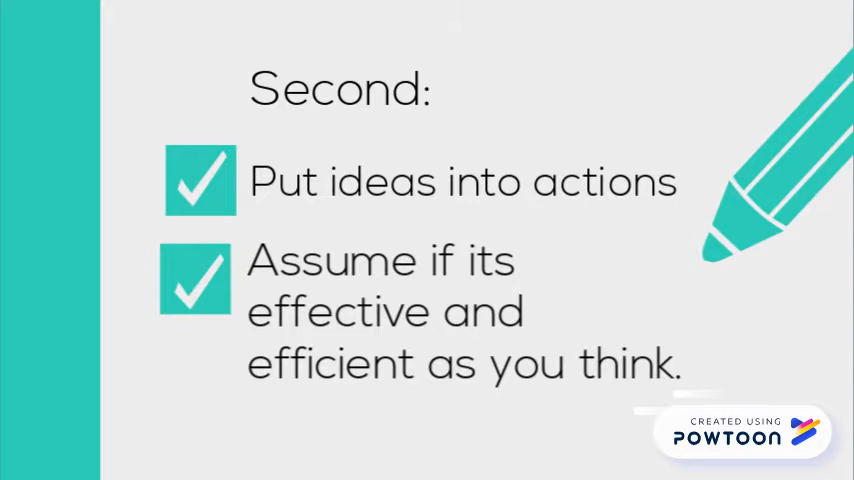 Second:
Put ideas into actions
Assume if its
effective and
efficient as you think.
CREATED USING
POWTOON